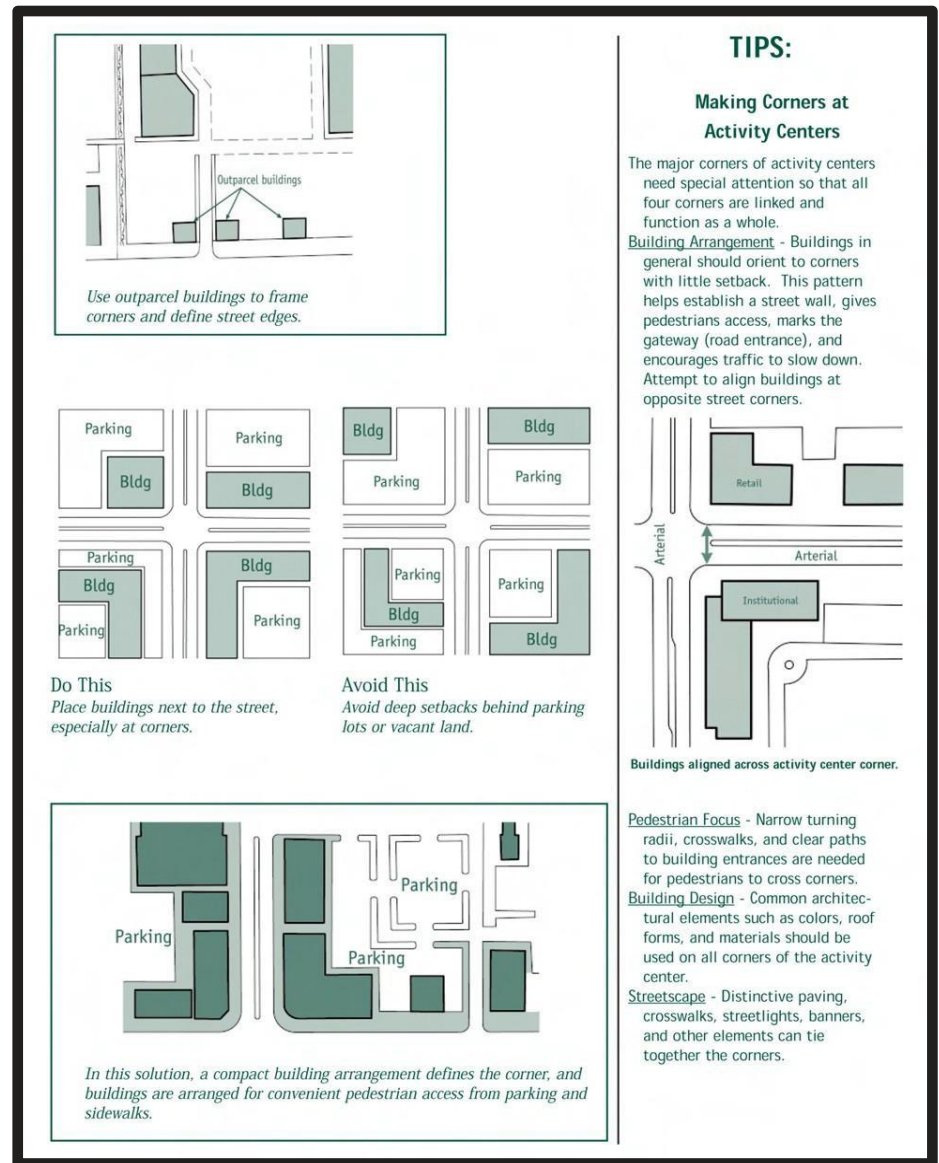 Outparcel buildings
Use outparcel buildings to frame
corners and define street edges.
Parking
Bldg
Parking
Bldg
Parking
Bldg
Parking
Bldg
Parking
Do This
Place buildings next to the street,
especially at corners.
Bldg
Parking
Bldg
Parking
Parking
Bldg
Parking
Parking
Bldg
Avoid This
Avoid deep setbacks behind parking
lots or vacant land.
Parking
Parking
Parking
In this solution, a compact building arrangement defines the corner, and
buildings are arranged for convenient pedestrian access from parking and
sidewalks.
TIPS:
Making Corners at
Activity Centers
The major corners of activity centers
need special attention so that all
four corners are linked and
function as a whole.
Building Arrangement - Buildings in
general should orient to corners
with little setback. This pattern
helps establish a street wall, gives
pedestrians access, marks the
gateway (road entrance), and
encourages traffic to slow down.
Attempt to align buildings at
opposite street corners.
Retail
Arterial
Arterial
Institutional
Buildings aligned across activity center corner.
Pedestrian Focus - Narrow turning
radii, crosswalks, and clear paths
to building entrances are needed
for pedestrians to cross corners.
Building Design - Common architec-
tural elements such as colors, roof
forms, and materials should be
used on all corners of the activity
center.
Streetscape - Distinctive paving,
crosswalks, streetlights, banners,
and other elements can tie
together the corners.